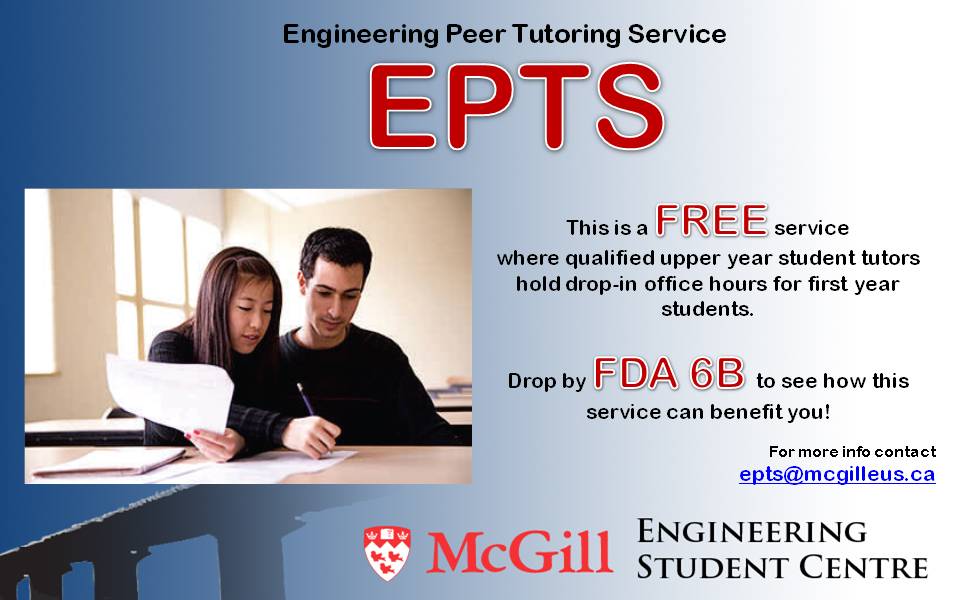 Engineering Peer Tutoring Service
EPTS
This is a FREE service
where qualified upper year student tutors
hold drop-in office hours for first year
students.
Drop by FDA 6B to see how this
service can benefit you!
For more info contact
epts@mcgilleus.ca
McGill
ENGINEERING
STUDENT CENTRE